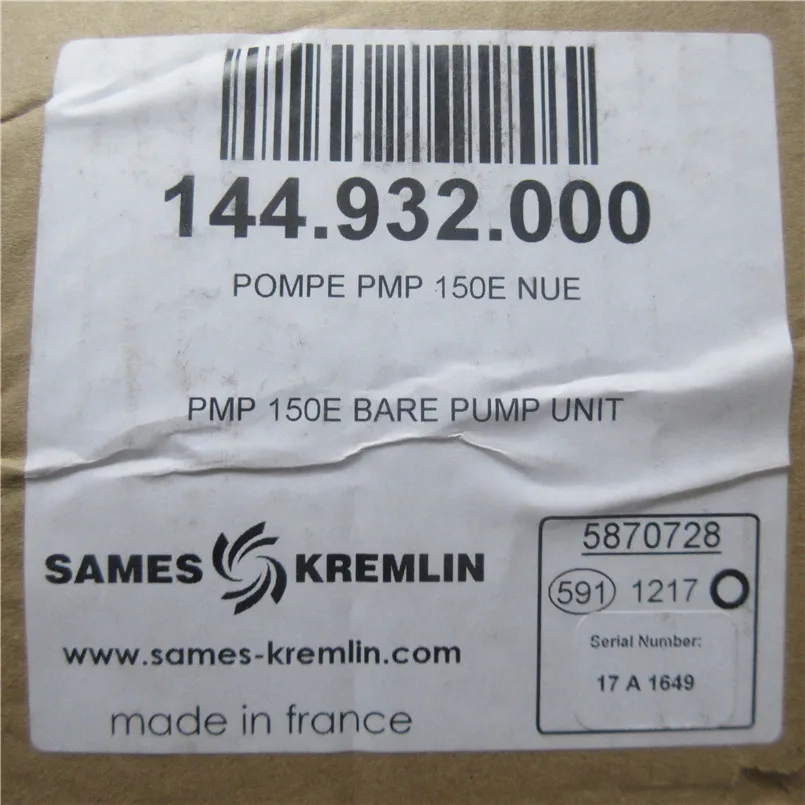 144.932.000
POMPE PMP 150E NUE
PMP 150E BARE PUMP UNIT
SAMES KREMLIN
www.sames-kremlin.com
made in france
5870728
591 1217
Serial Number:
17 A 1649